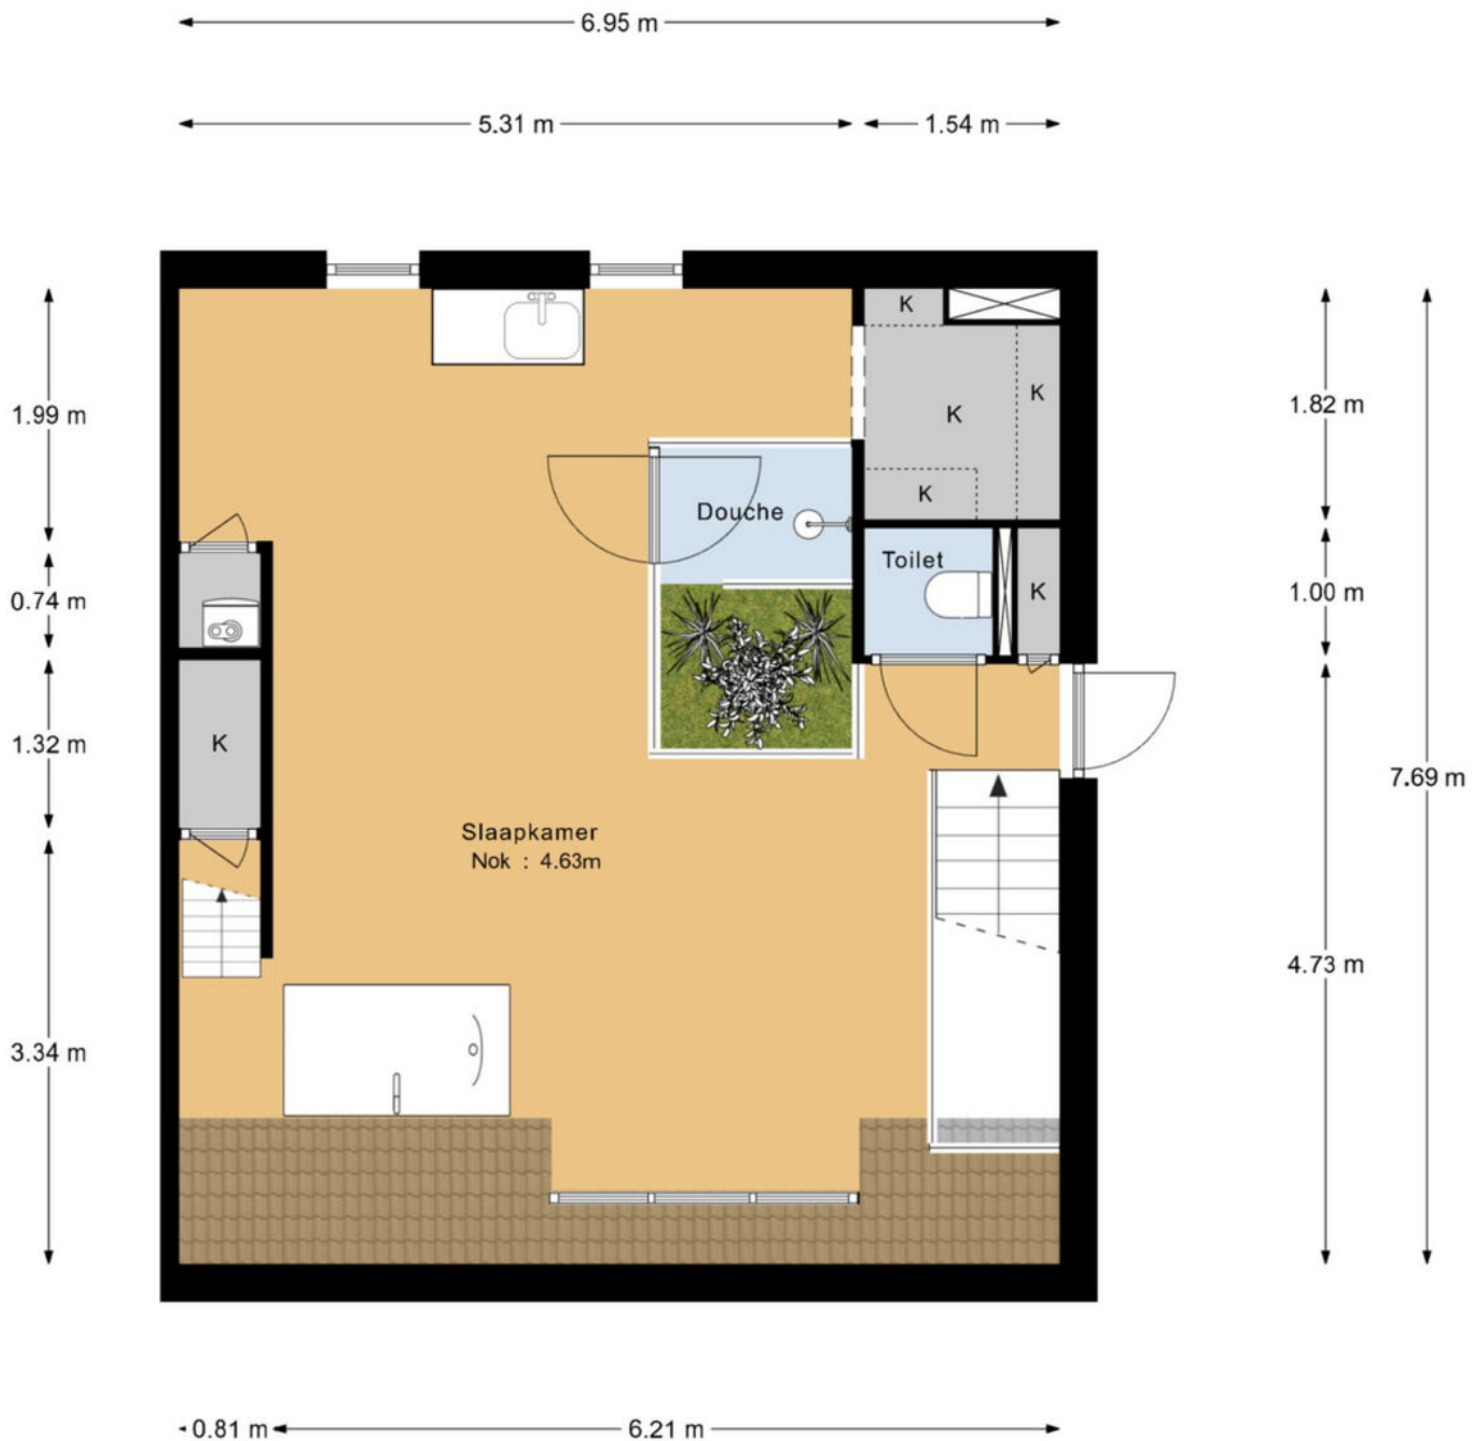 6.95 m
5.31 m
1.54 m
K
K
1.99 m
1.82 m
K
K
Douche
Toilet
0.74 m
K
1.00 m
K
1.32 m
7.69 m
Slaapkamer
Nok : 4.63m
4.73 m
3.34 m
0.81 m
6.21 m